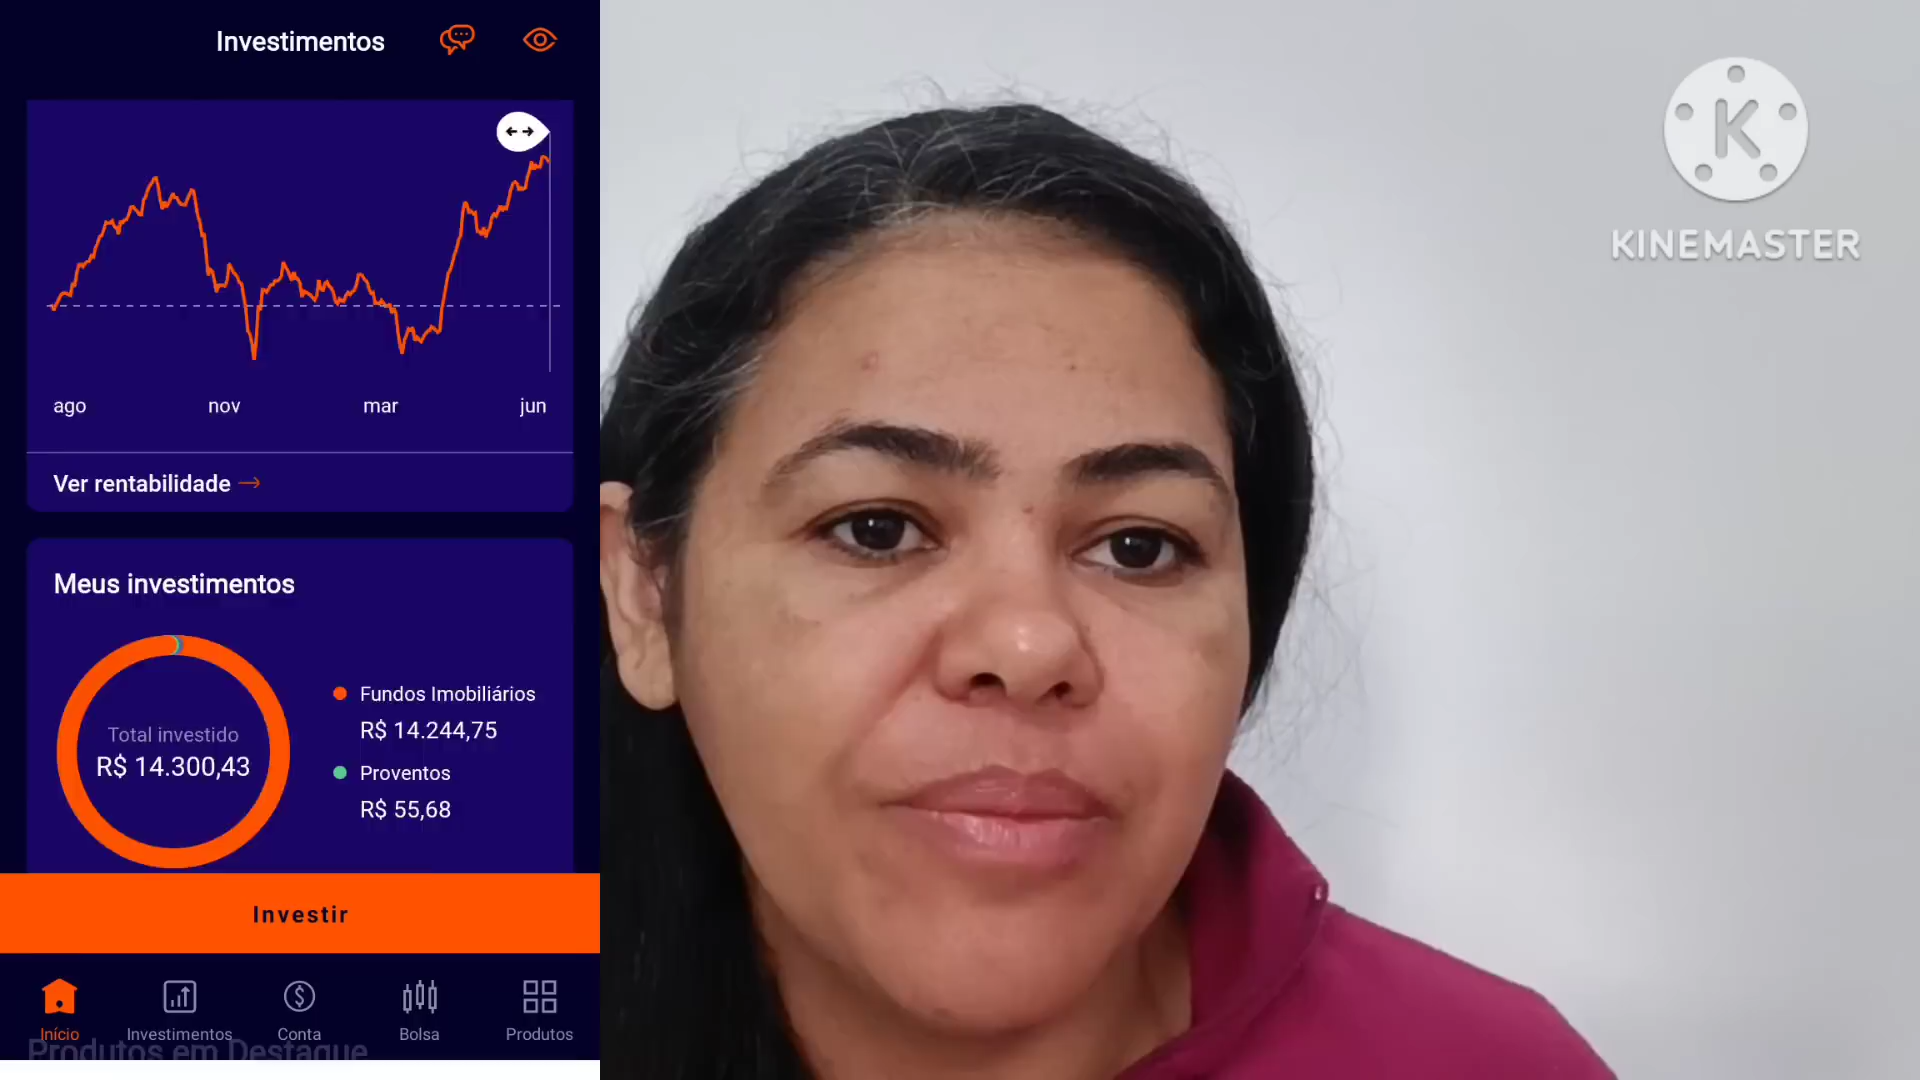 Investimentos
ago nov mar jun
Ver rentabilidade →
Meus investimentos
Total investido
R$ 14.300,43
Fundos Imobiliários
R$ 14.244,75
Proventos
R$ 55,68
Investir
Início Investimentos Conta Bolsa Produtos
Produtos em Destaque
K
KINEMASTER